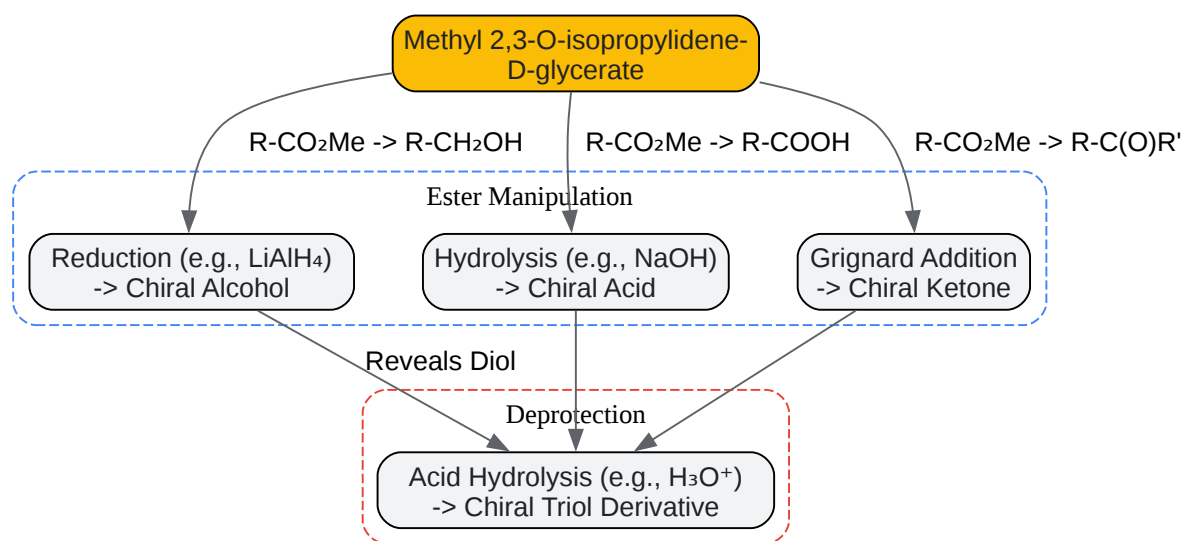 Methyl 2,3-O-isopropylidene-
D-glycerate
R-CO₂Me -> R-CH₂OH
R-CO₂Me -> R-COOH
R-CO₂Me -> R-C(O)R'
Ester Manipulation
Reduction (e.g., LiAlH₄)
-> Chiral Alcohol
Hydrolysis (e.g., NaOH)
-> Chiral Acid
Grignard Addition
-> Chiral Ketone
Reveals Diol
Deprotection
Acid Hydrolysis (e.g., H₃O⁺)
-> Chiral Triol Derivative